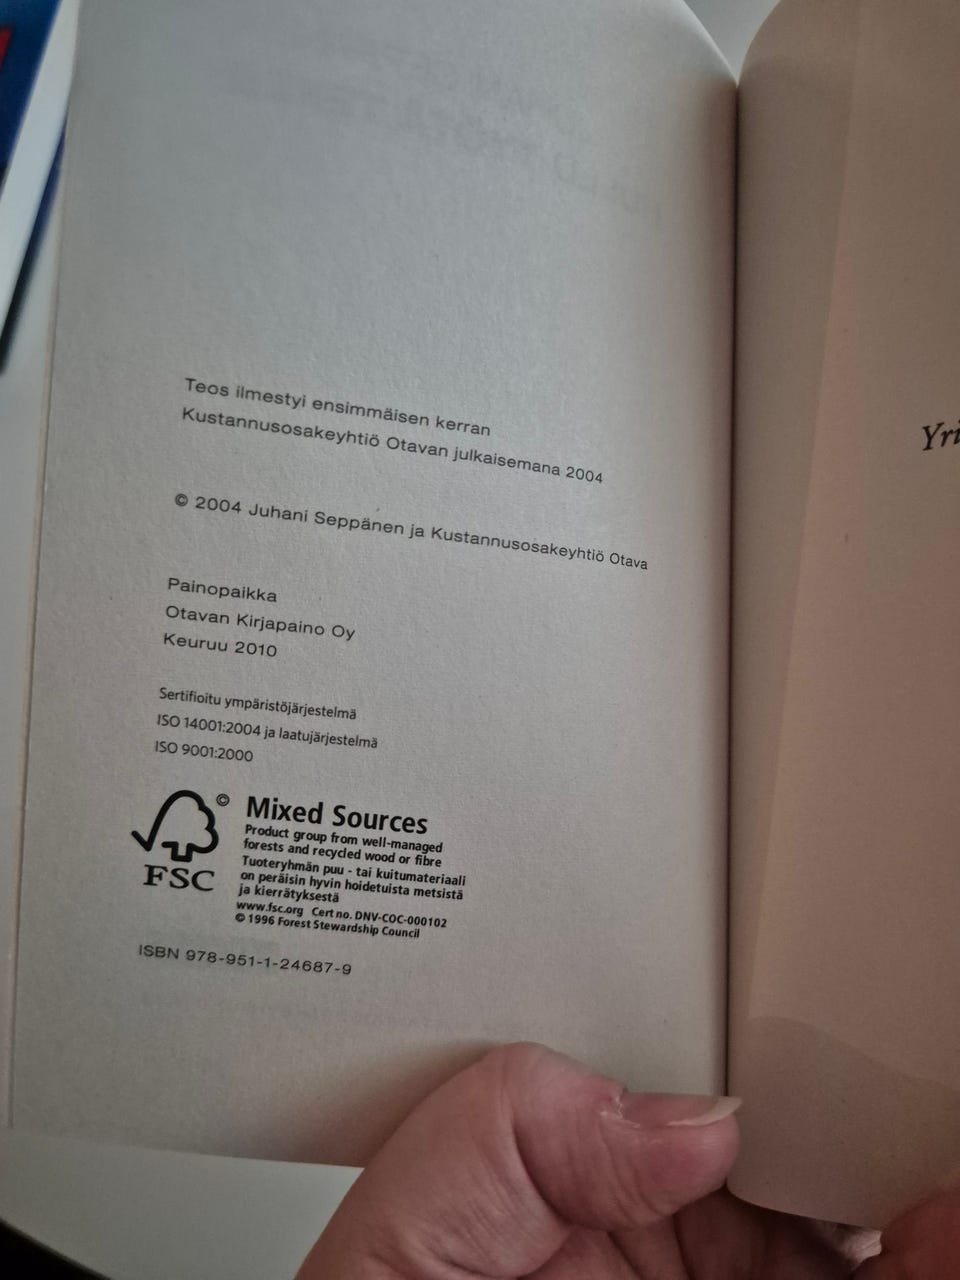 Teos ilmestyi ensimmäisen kerran
Kustannusosakeyhtiö Otavan julkaisemana 2004
© 2004 Juhani Seppänen ja Kustannusosakeyhtiö Otava
Painopaikka
Otavan Kirjapaino Oy
Keuruu 2010
Sertifioitu ympäristöjärjestelmä
ISO 14001:2004 ja laatujärjestelmä
ISO 9001:2000
©
FSC
Mixed Sources
Product group from well-managed
forests and recycled wood or fibre
Tuoteryhmän puu - tai kuitumateriaali
on peräisin hyvin hoidetuista metsistä
ja kierrätyksestä
www.fsc.org Cert no. DNV-COC-000102
© 1996 Forest Stewardship Council
ISBN 978-951-1-24687-9
Yri